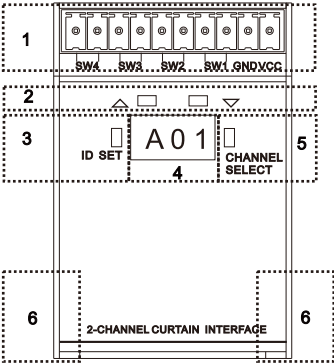 1
SW4 SW3 SW2 SW1 GND VCC
2
3
ID SET
A01
4
CHANNEL
SELECT
5
6
2-CHANNEL CURTAIN INTERFACE
6